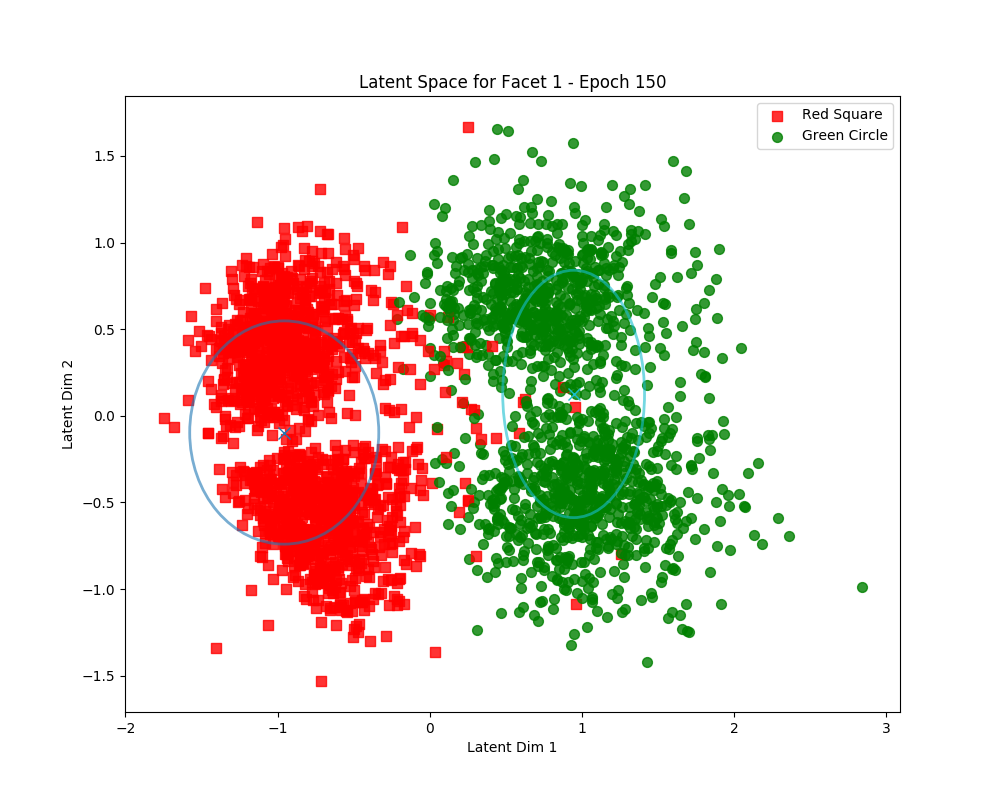 Latent Space for Facet 1 - Epoch 150
Red Square
Green Circle
1.5
1.0
0.5
0.0
−0.5
−1.0
−1.5
Latent Dim 2
−2
−1
0
1
2
3
Latent Dim 1